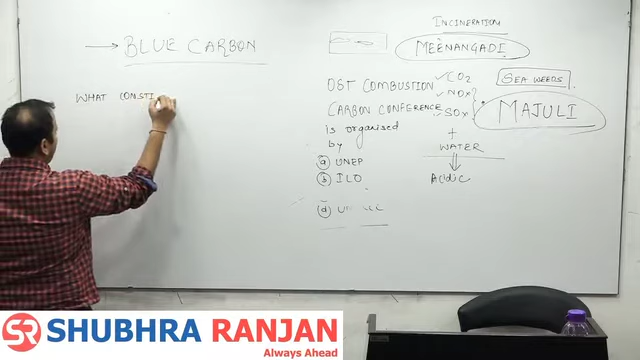 → BLUE CARBON
WHAT CONSTI
INCINERATION
MEENANGADI
COMBUSTION
CO2
NOx
SOx
+
WATER
Acidic
SEA WEEDS
MAJULI
CARBON CONFERENCE
is organised
by
(a) UNEP
(b) ILO
(d)
SR SHUBHRA RANJAN
Always Ahead